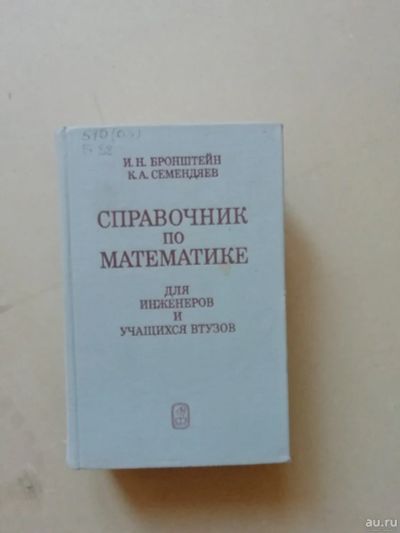 И. Н. БРОНШТЕЙН
К. А. СЕМЕНДЯЕВ
СПРАВОЧНИК
ПО
МАТЕМАТИКЕ
ДЛЯ
ИНЖЕНЕРОВ
И
УЧАЩИХСЯ ВТУЗОВ
au.ru